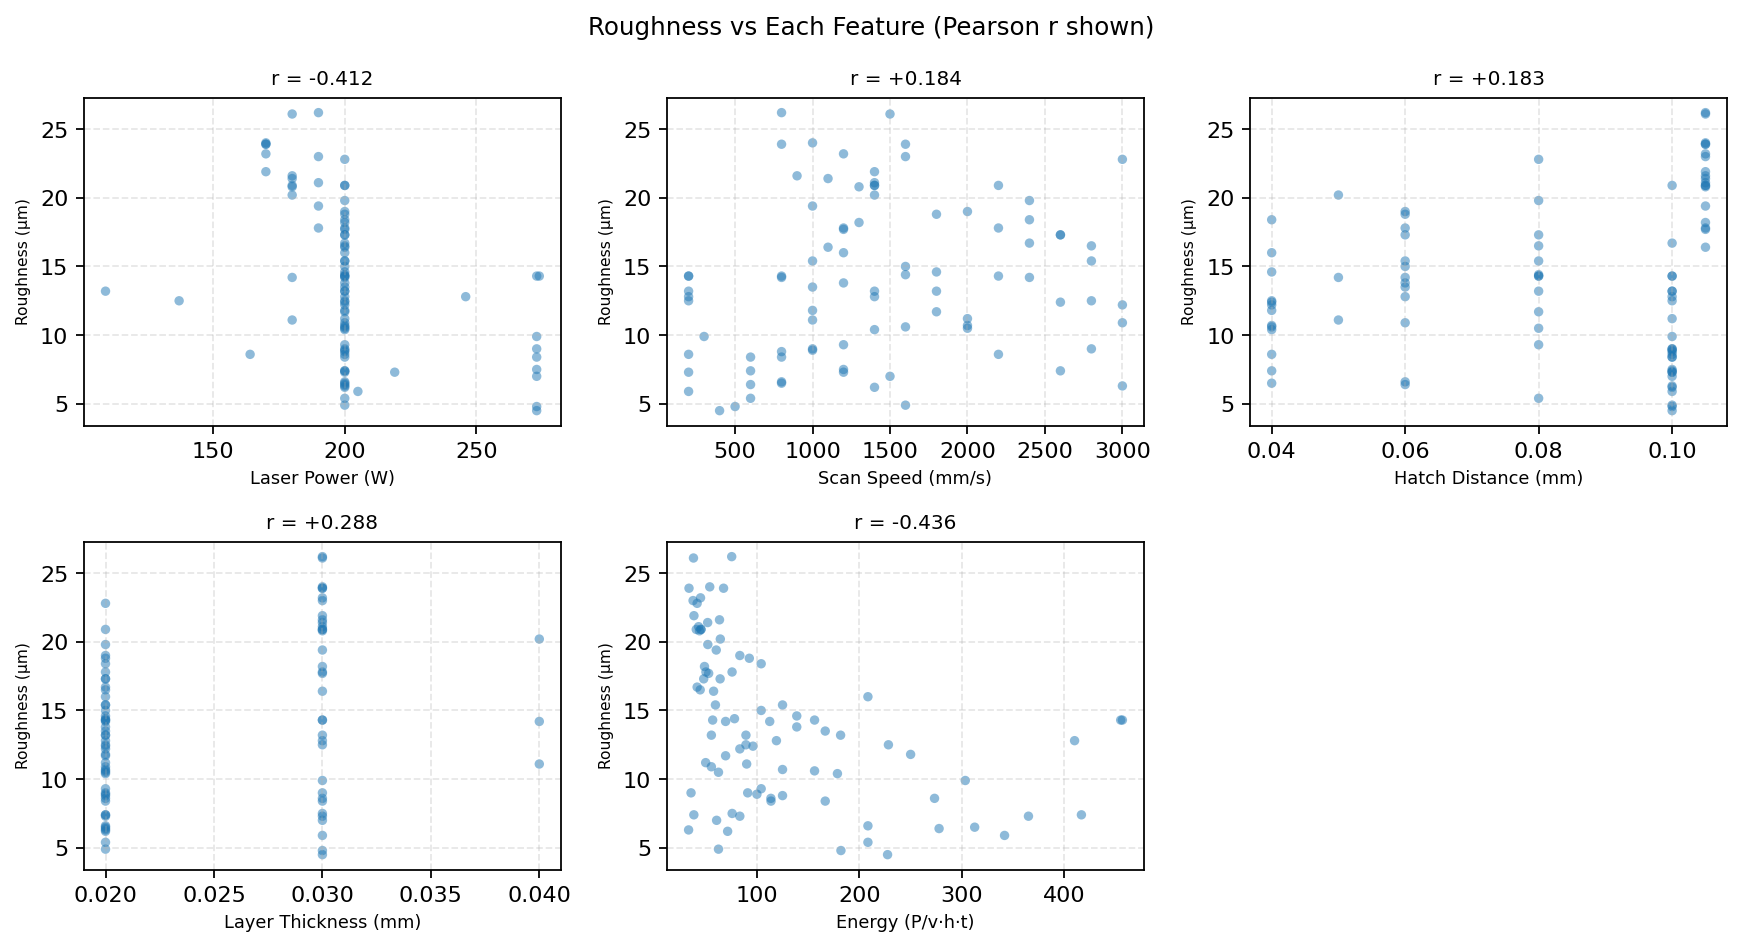 Roughness vs Each Feature (Pearson r shown)
r = -0.412
25
20
15
10
5
Roughness (μm)
150 200 250
Laser Power (W)
r = +0.184
25
20
15
10
5
Roughness (μm)
500 1000 1500 2000 2500 3000
Scan Speed (mm/s)
r = +0.183
25
20
15
10
5
Roughness (μm)
0.04 0.06 0.08 0.10
Hatch Distance (mm)
r = +0.288
25
20
15
10
5
Roughness (μm)
0.020 0.025 0.030 0.035 0.040
Layer Thickness (mm)
r = -0.436
25
20
15
10
5
Roughness (μm)
100 200 300 400
Energy (P/v·h·t)